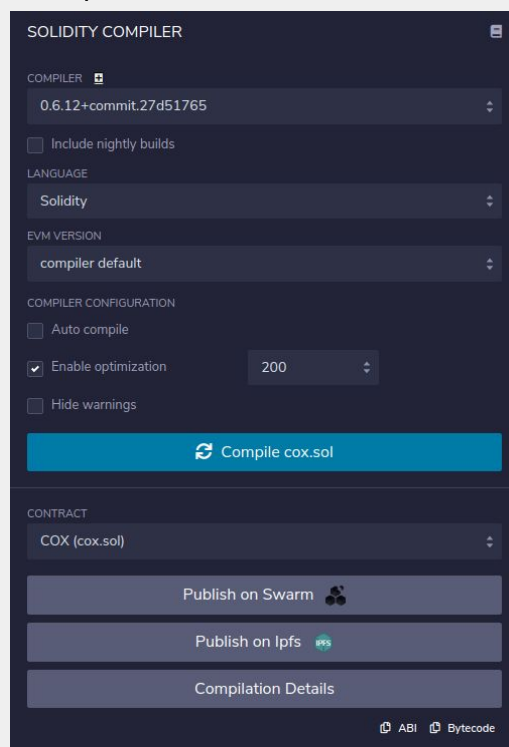 SOLIDITY COMPILER
COMPILER
0.6.12+commit.27d51765
Include nightly builds
LANGUAGE
Solidity
EVM VERSION
compiler default
COMPILER CONFIGURATION
Auto compile
Enable optimization 200
Hide warnings
Compile cox.sol
CONTRACT
COX (cox.sol)
Publish on Swarm
Publish on Ipfs IPFS
Compilation Details
ABI Bytecode